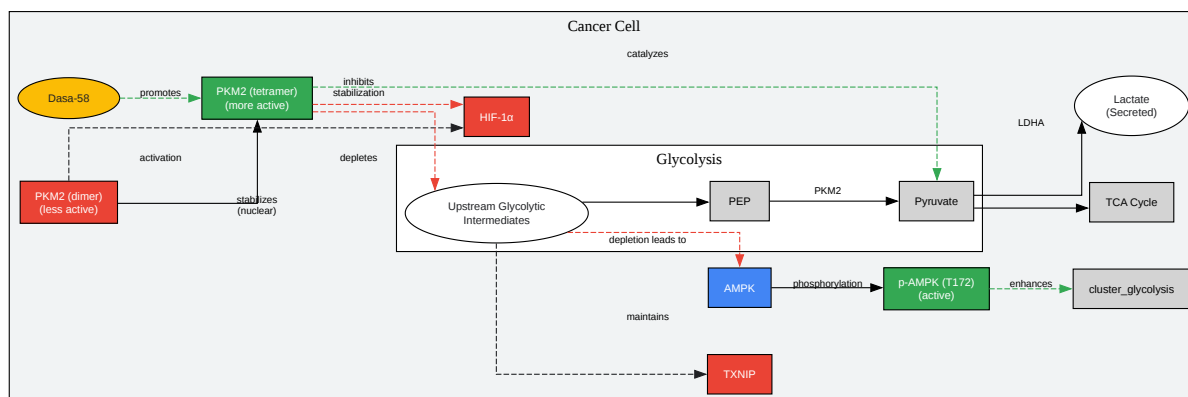 Cancer Cell
catalyzes
Dasa-58
promotes
PKM2 (tetramer)
(more active)
inhibits
stabilization
HIF-1α
Lactate
(Secreted)
LDHA
activation
depletes
Glycolysis
PKM2 (dimer)
(less active)
stabilizes
(nuclear)
Upstream Glycolytic
Intermediates
PEP
PKM2
Pyruvate
TCA Cycle
depletion leads to
AMPK
phosphorylation
p-AMPK (T172)
(active)
enhances
cluster_glycolysis
maintains
TXNIP